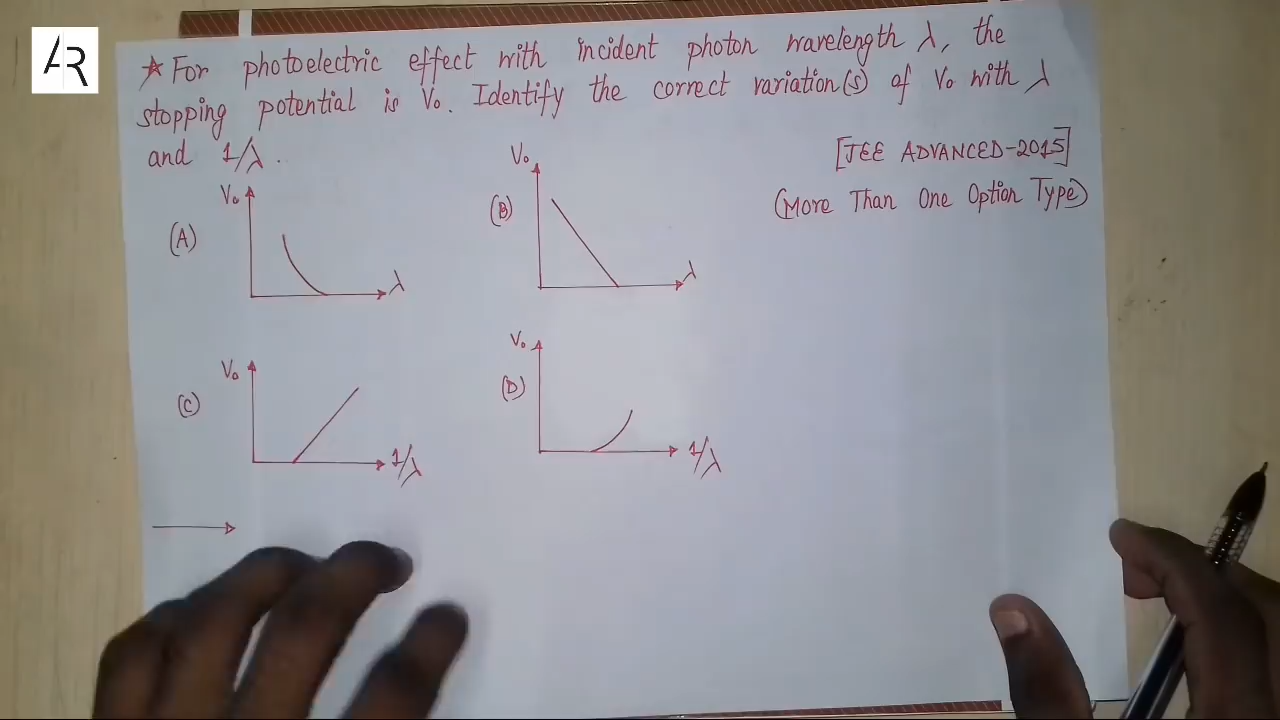 AR
★ For photoelectric effect with incident photon wavelength λ, the
stopping potential is V₀. Identify the correct variation(s) of V₀ with λ
and 1/λ.
[JEE ADVANCED-2015]
(More Than One Option Type)
(A)
V₀
λ
(B)
V₀
λ
(C)
V₀
1/λ
(D)
V₀
1/λ